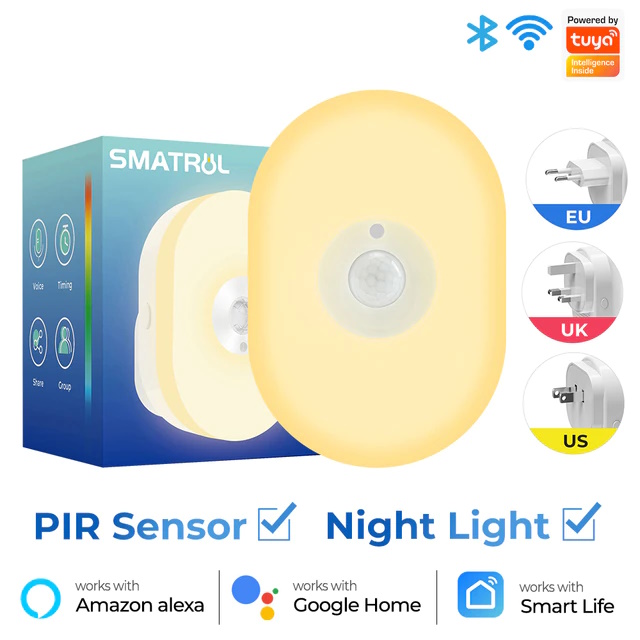 Powered by
tuya
Intelligence
Inside
SMATRUL
Voice
Timing
Share
Group
EU
UK
US
PIR Sensor
Night Light
works with
Amazon alexa
works with
Google Home
works with
Smart Life